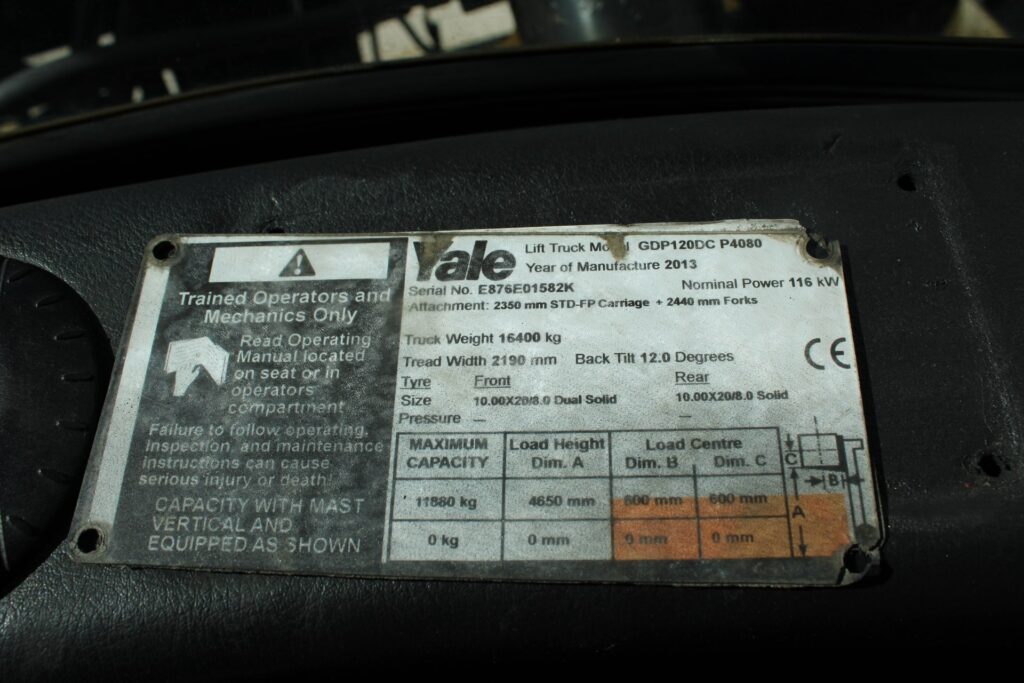 Trained Operators and
Mechanics Only
Read Operating
Manual located
on seat or in
operators
compartment
Failure to follow operating,
inspection, and maintenance
instructions can cause
serious injury or death!
CAPACITY WITH MAST
VERTICAL AND
EQUIPPED AS SHOWN
Yale
Lift Truck Model GDP120DC P4080
Year of Manufacture 2013
Serial No. E876E01582K Nominal Power 116 kW
Attachment: 2350 mm STD-FP Carriage + 2440 mm Forks
Truck Weight 16400 kg
Tread Width 2190 mm Back Tilt 12.0 Degrees
CE
Tyre Front Rear
Size 10.00X20/8.0 Dual Solid 10.00X20/8.0 Solid
Pressure — —
MAXIMUM Load Height Load Centre
CAPACITY Dim. A Dim. B Dim. C
11880 kg 4650 mm 600 mm 600 mm
0 kg 0 mm 0 mm 0 mm
C
B
A